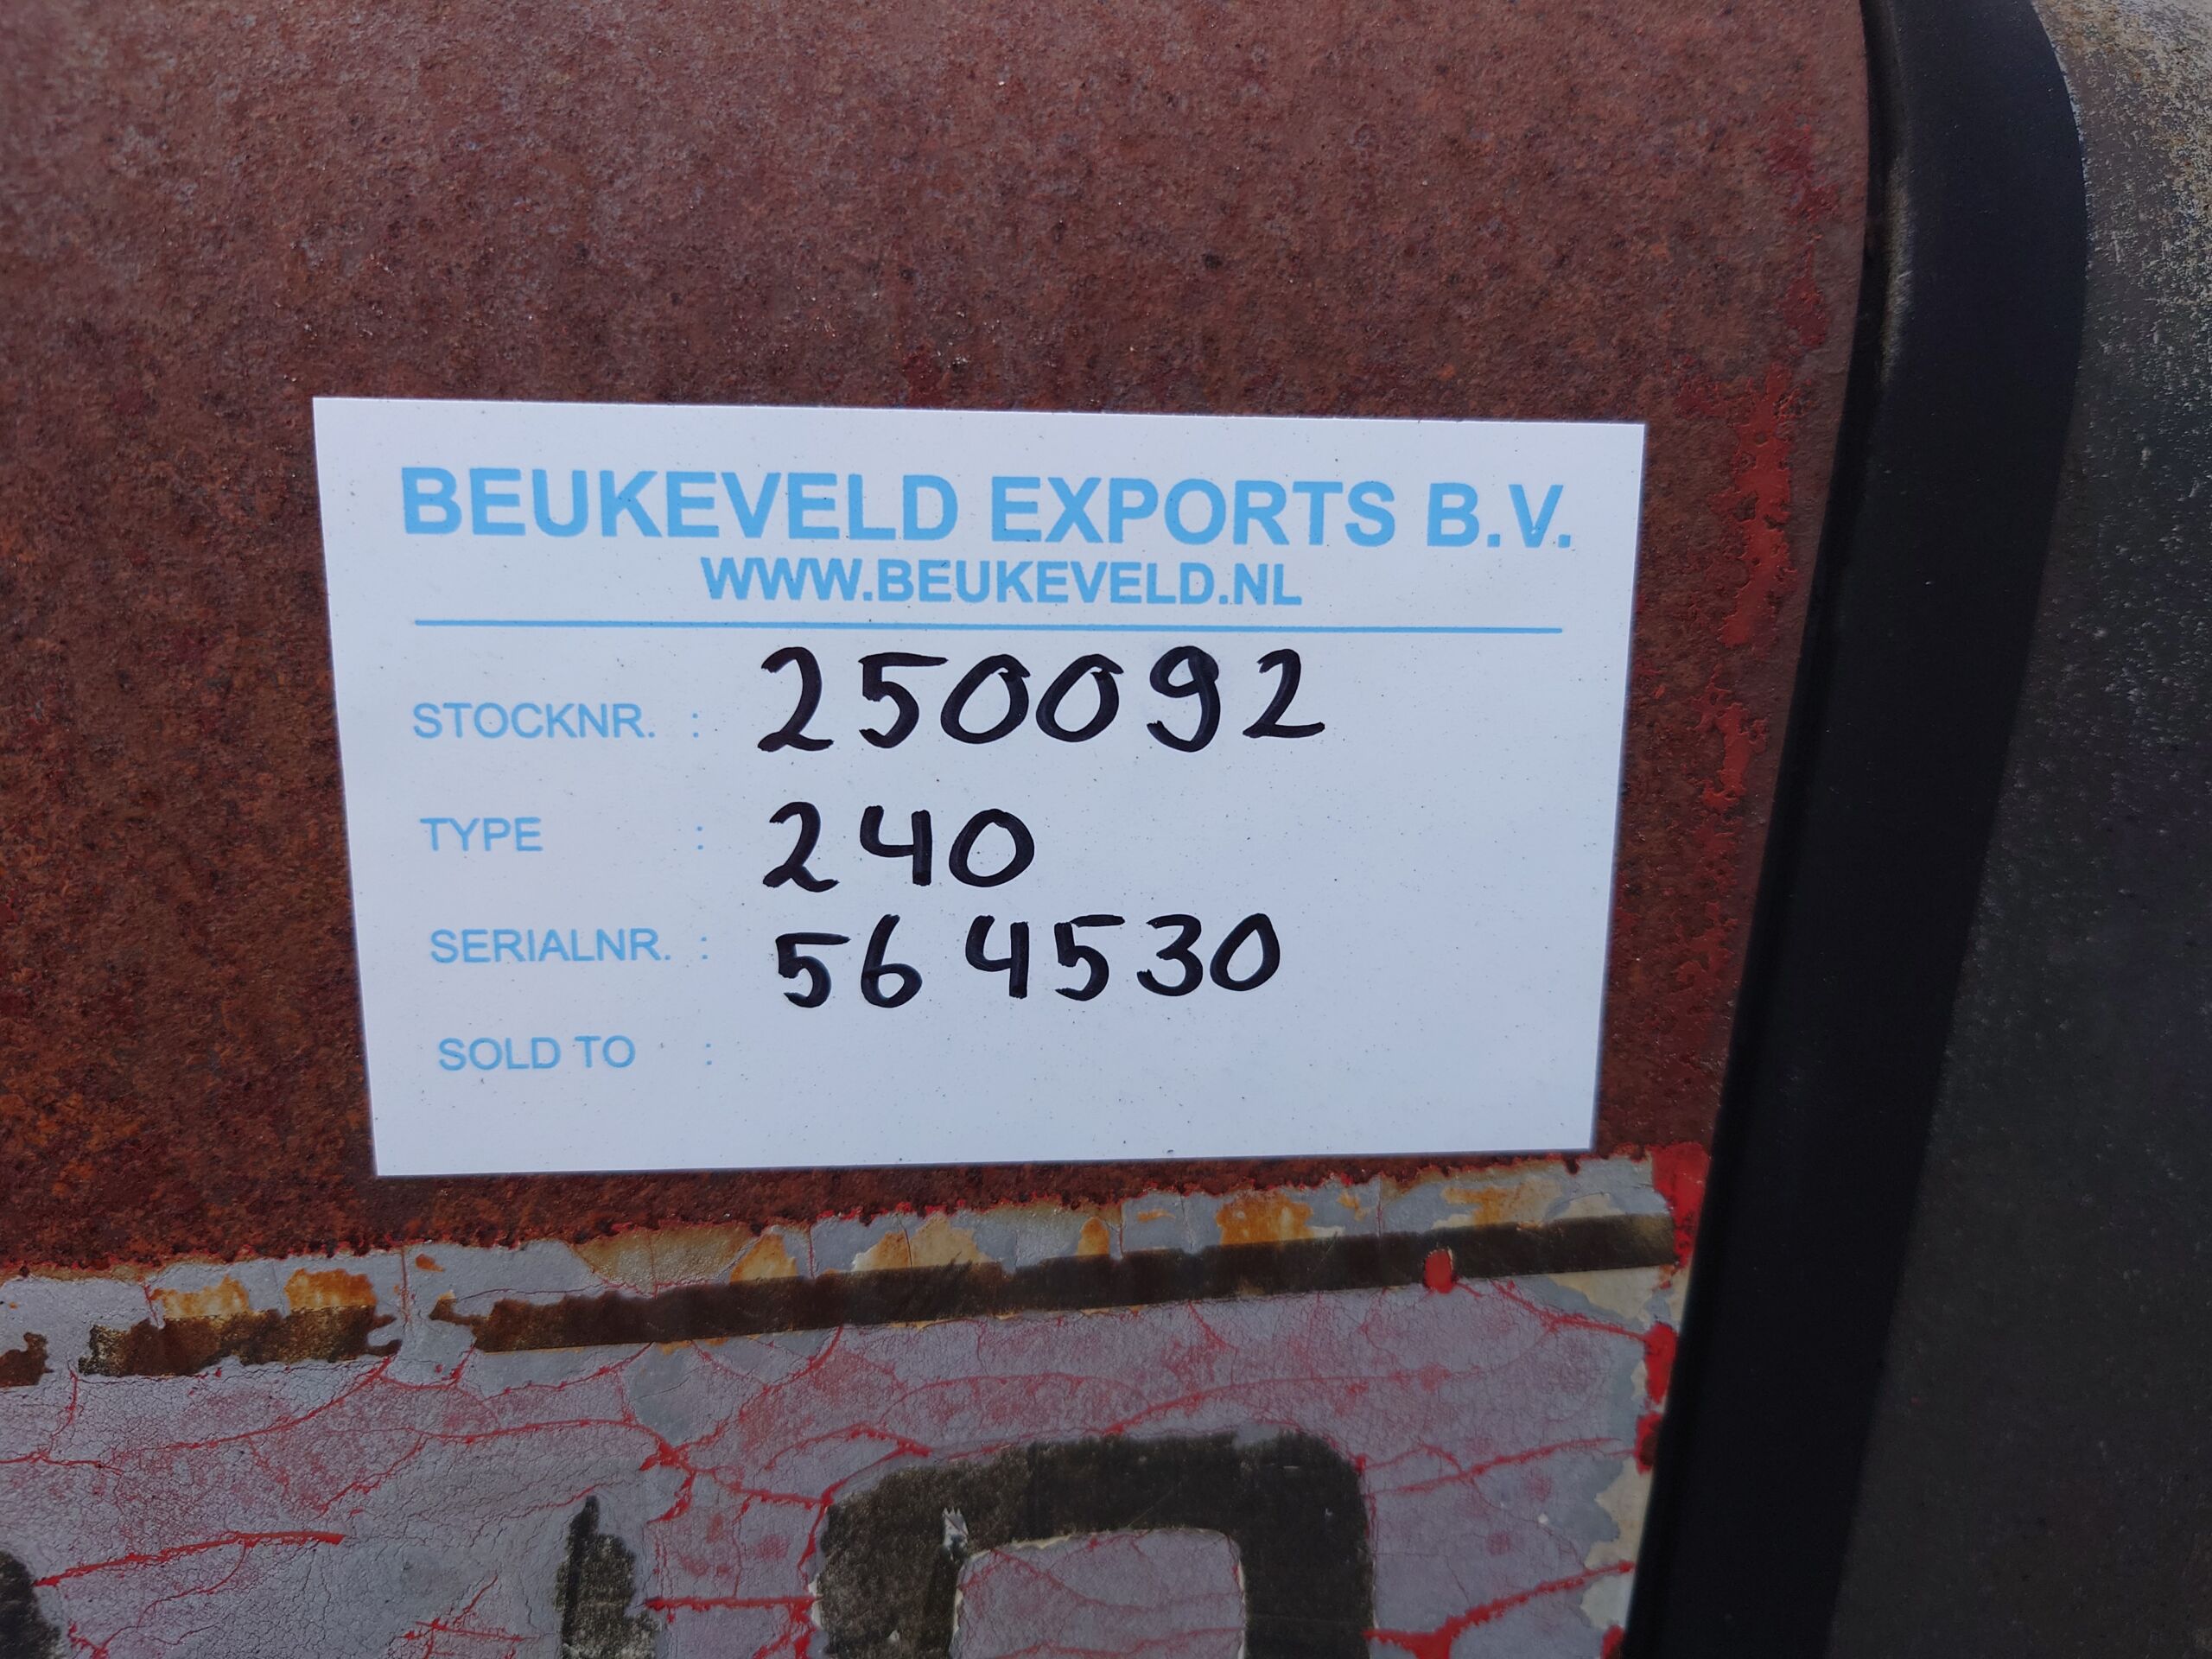 BEUKEVELD EXPORTS B.V.
WWW.BEUKEVELD.NL
STOCKNR. : 250092
TYPE : 240
SERIALNR. : 564530
SOLD TO :